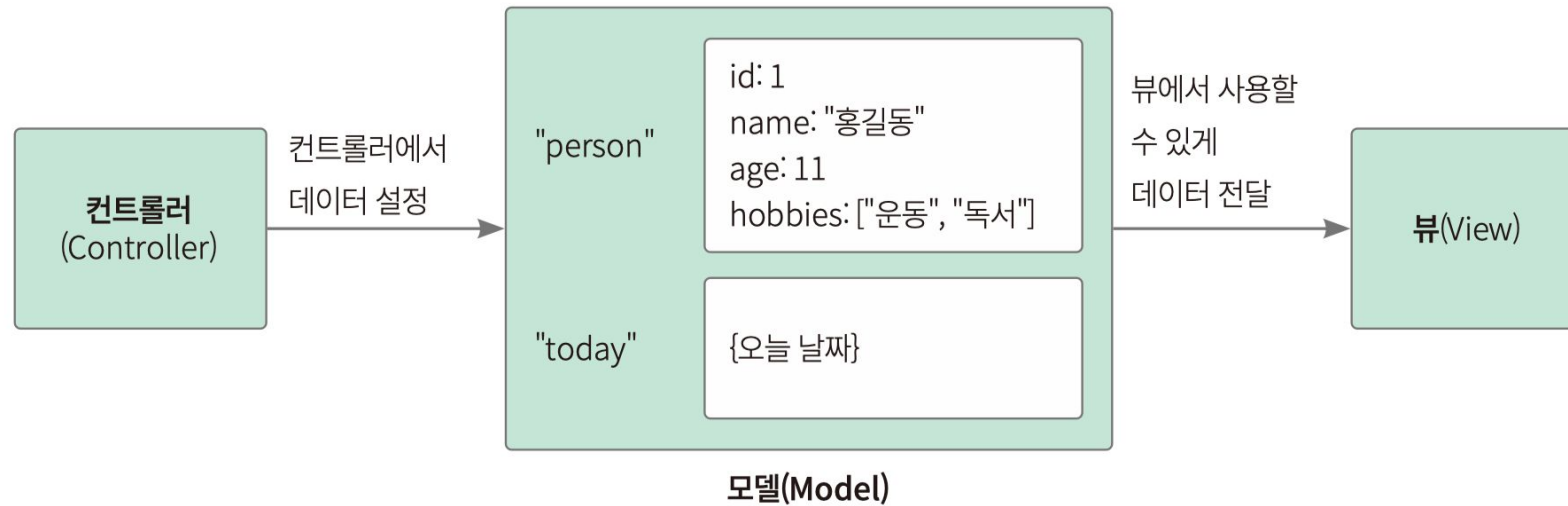 컨트롤러
(Controller)
컨트롤러에서
데이터 설정
"person"
id: 1
name: "홍길동"
age: 11
hobbies: ["운동", "독서"]
"today"
{오늘 날짜}
모델(Model)
뷰에서 사용할
수 있게
데이터 전달
뷰(View)